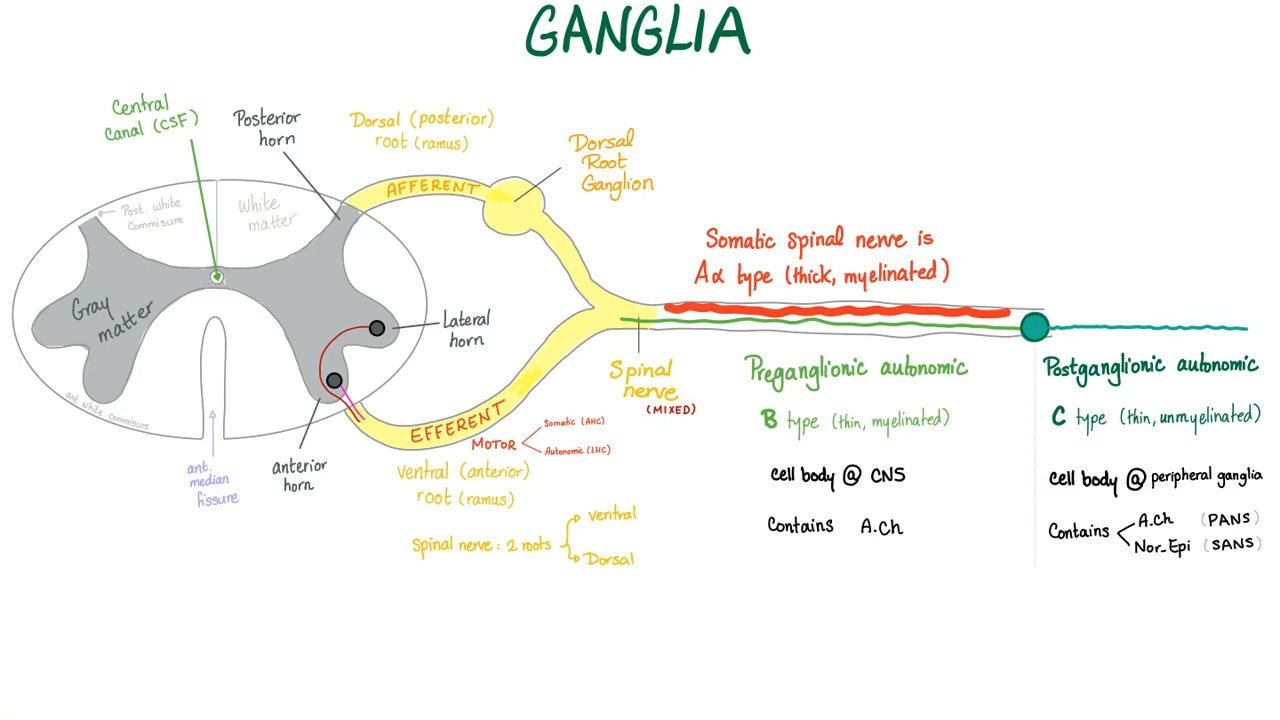 GANGLIA
Central
Canal (CSF)
Posterior
horn
Dorsal (posterior)
root (ramus)
Dorsal
Root
Ganglion
AFFERENT
Post. white
Commisure
White
matter
Gray
matter
ant. white commisure
Lateral
horn
anterior
horn
ant.
median
fissure
EFFERENT
MOTOR
Somatic (AHC)
Autonomic (LHC)
Ventral (anterior)
root (ramus)
Spinal nerve: 2 roots
Ventral
Dorsal
Spinal
nerve
(MIXED)
Somatic spinal nerve is
Aα type (thick, myelinated)
Preganglionic autonomic
B type (thin, myelinated)
cell body @ CNS
Contains A.ch
Postganglionic autonomic
C type (thin, unmyelinated)
cell body @ peripheral ganglia
Contains
A.ch (PANS)
Nor-Epi (SANS)